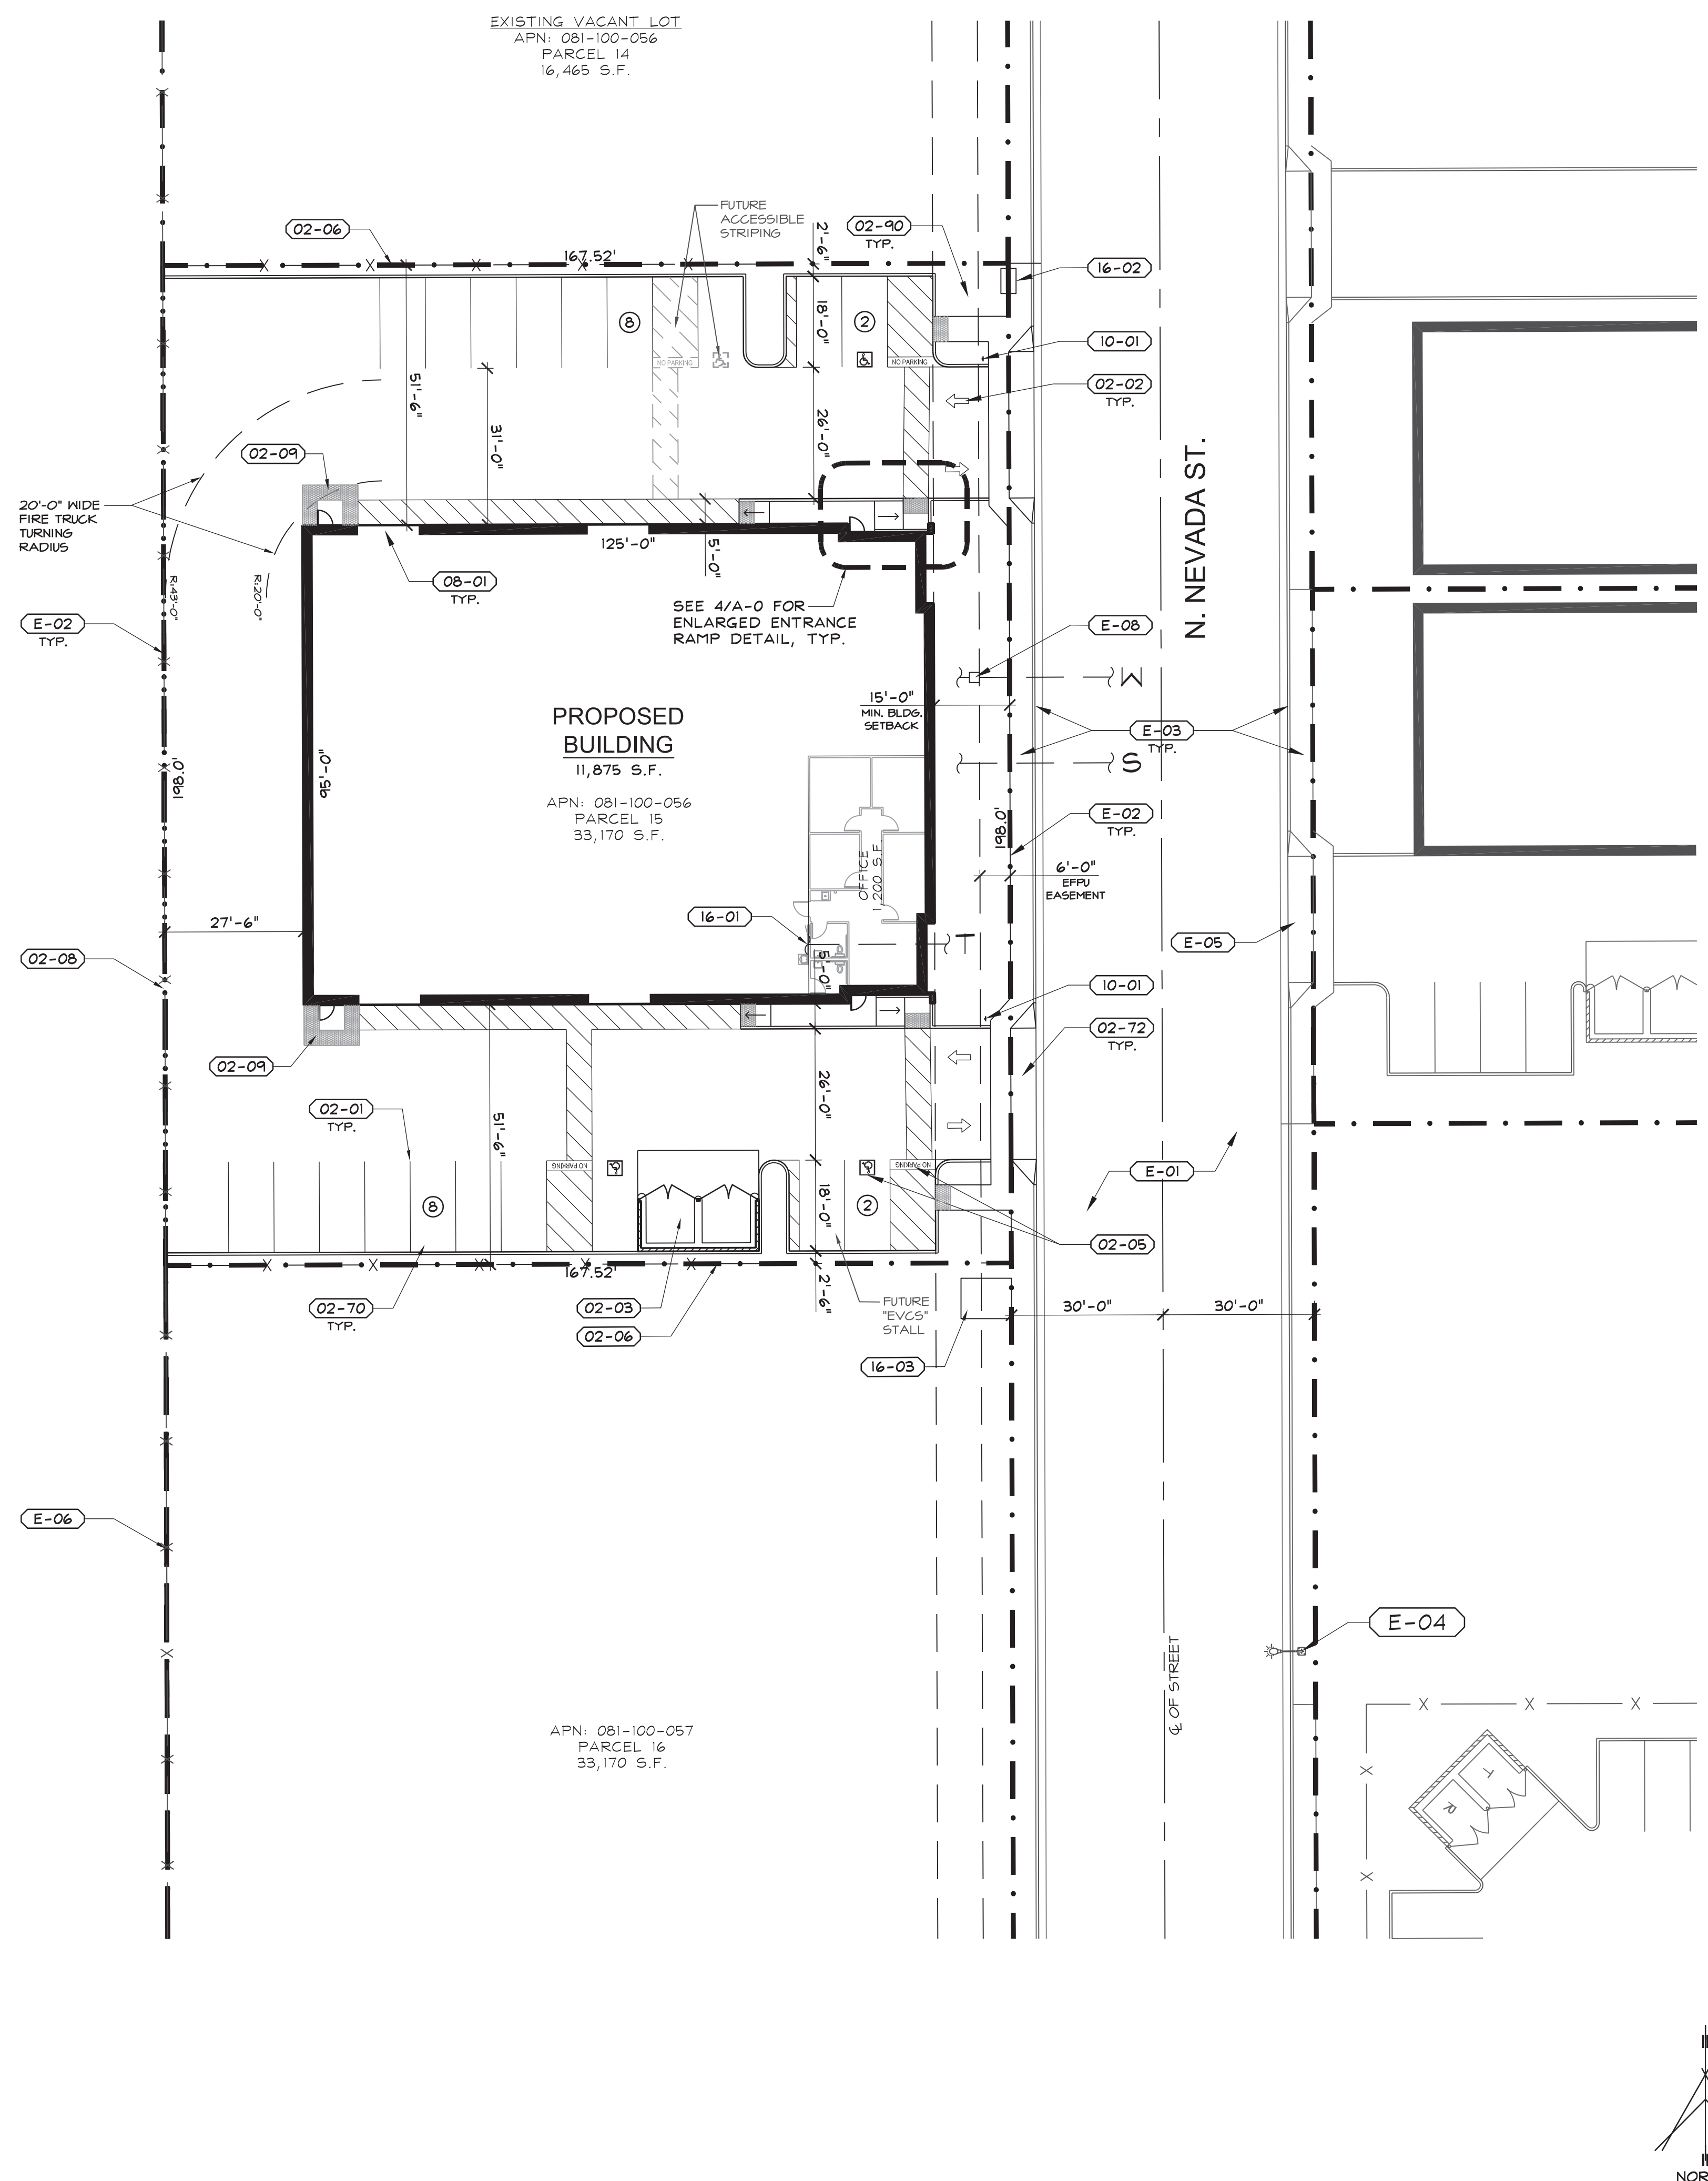 EXISTING VACANT LOT
APN: 081-100-056
PARCEL 14
16,465 S.F.
FUTURE
ACCESSIBLE
STRIPING
02-06
167.52'
2'-6"
02-90
TYP.
16-02
8
18'-0"
2
NO PARKING
NO PARKING
10-01
02-02
TYP.
51'-6"
31'-0"
26'-0"
02-09
20'-0" WIDE
FIRE TRUCK
TURNING
RADIUS
N. NEVADA ST.
125'-0"
5'-0"
R:43'-0"
R:20'-0"
08-01
TYP.
SEE 4/A-0 FOR
ENLARGED ENTRANCE
RAMP DETAIL, TYP.
E-02
TYP.
E-08
W
15'-0"
MIN. BLDG.
SETBACK
PROPOSED
BUILDING
11,875 S.F.
E-03
TYP.
S
198.0'
95'-0"
APN: 081-100-056
PARCEL 15
33,170 S.F.
198.0'
E-02
TYP.
OFFICE
1,200 S.F.
6'-0"
EFPU
EASEMENT
27'-6"
16-01
T
E-05
02-08
5'-0"
10-01
02-72
TYP.
02-09
26'-0"
02-01
TYP.
51'-6"
NO PARKING
NO PARKING
E-01
8
18'-0"
2
02-05
167.52'
2'-6"
02-70
TYP.
02-03
02-06
FUTURE
"EVCS"
STALL
30'-0"
30'-0"
16-03
E-06
E-04
℄ OF STREET
APN: 081-100-057
PARCEL 16
33,170 S.F.
T
R
NOR